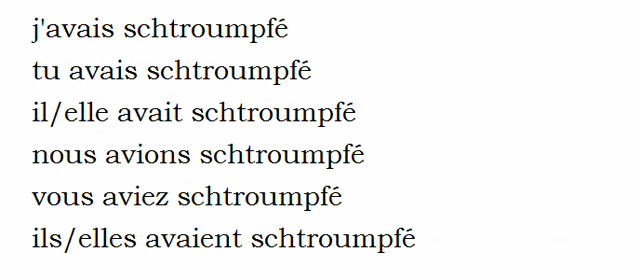 j'avais schtroumpfé
tu avais schtroumpfé
il/elle avait schtroumpfé
nous avions schtroumpfé
vous aviez schtroumpfé
ils/elles avaient schtroumpfé